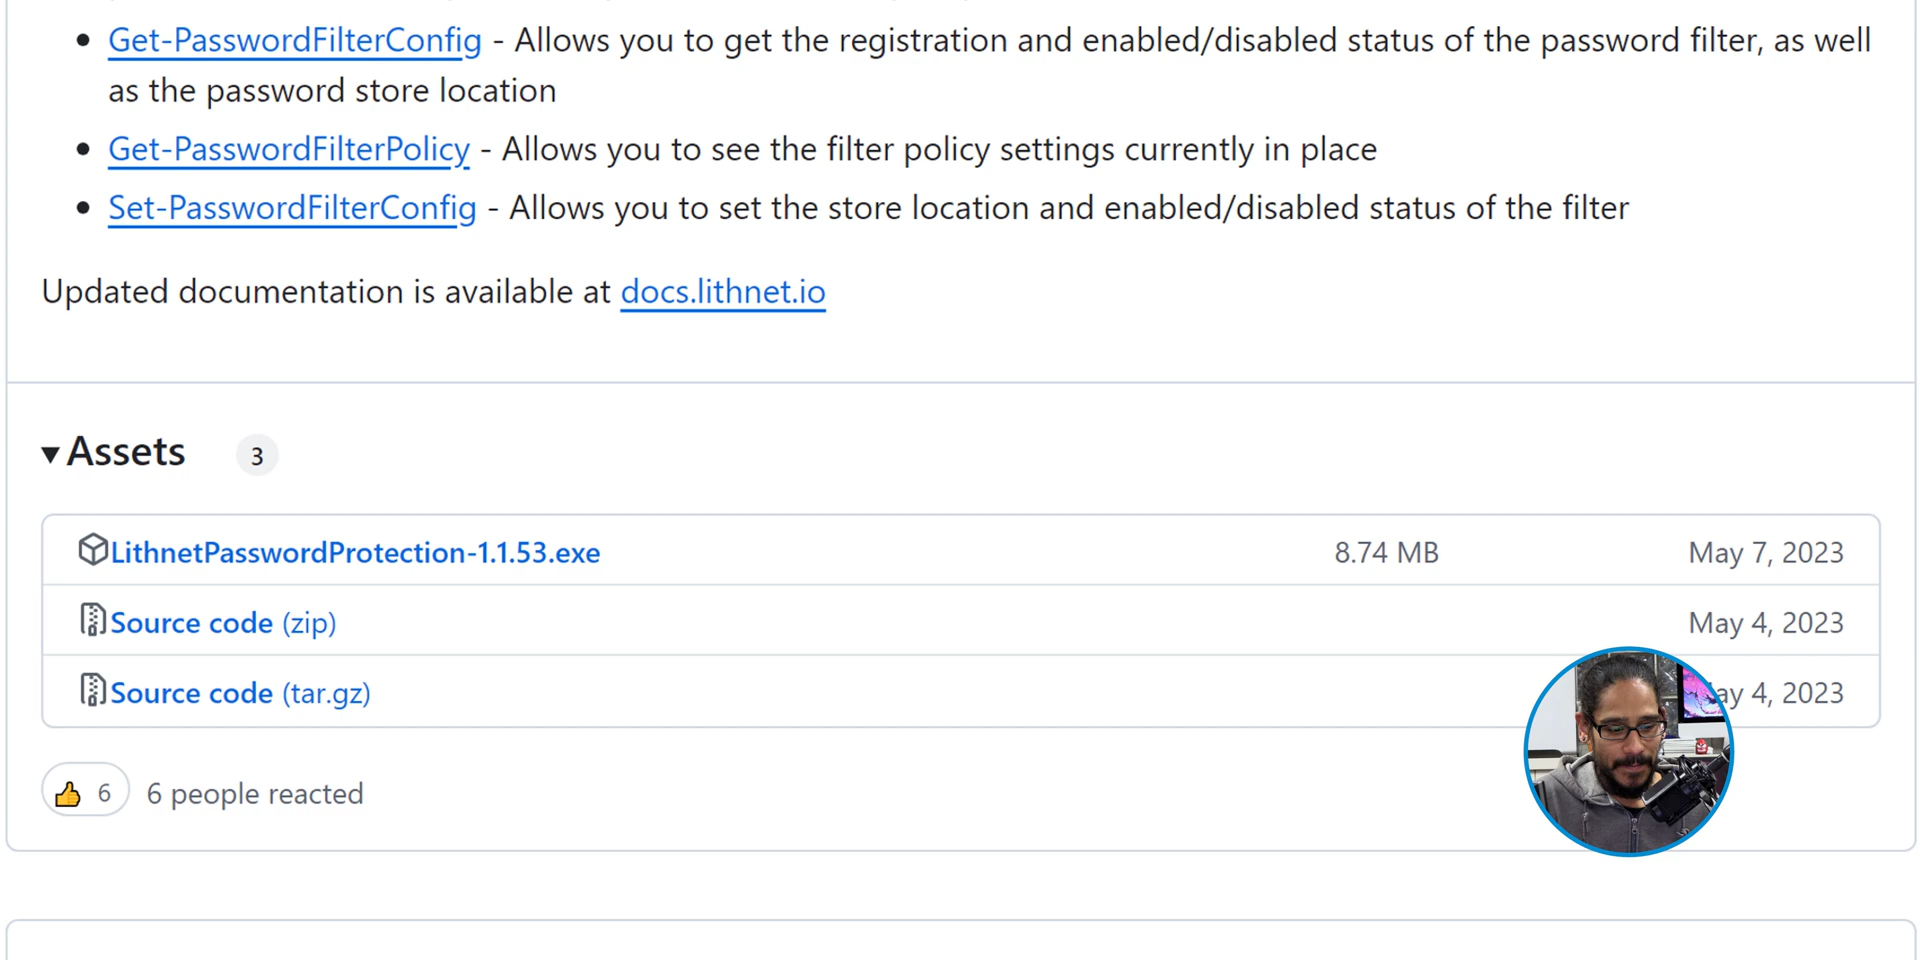 Get-PasswordFilterConfig - Allows you to get the registration and enabled/disabled status of the password filter, as well
as the password store location
Get-PasswordFilterPolicy - Allows you to see the filter policy settings currently in place
Set-PasswordFilterConfig - Allows you to set the store location and enabled/disabled status of the filter
Updated documentation is available at docs.lithnet.io
Assets 3
LithnetPasswordProtection-1.1.53.exe 8.74 MB May 7, 2023
Source code (zip) May 4, 2023
Source code (tar.gz) ay 4, 2023
👍 6 6 people reacted